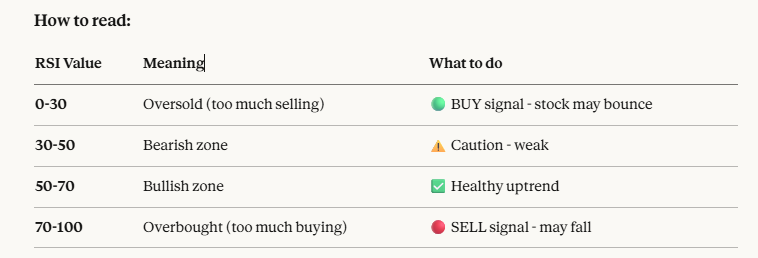 How to read:
RSI Value Meaning What to do
0-30 Oversold (too much selling) 🟢 BUY signal - stock may bounce
30-50 Bearish zone ⚠️ Caution - weak
50-70 Bullish zone ✅ Healthy uptrend
70-100 Overbought (too much buying) 🔴 SELL signal - may fall